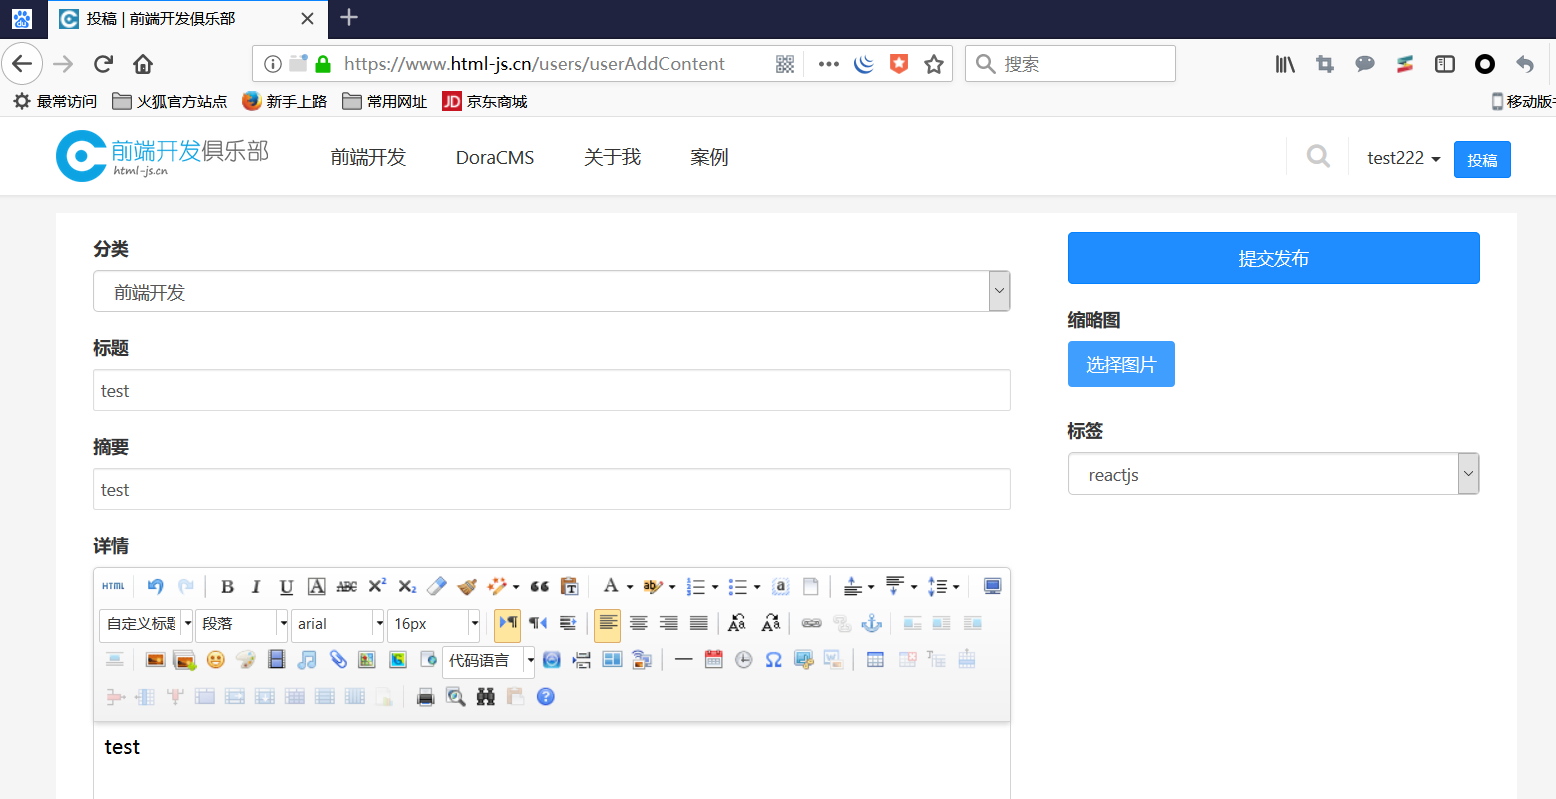 投稿 | 前端开发俱乐部
https://www.html-js.cn/users/userAddContent
搜索
最常访问 火狐官方站点 新手上路 常用网址 JD 京东商城 移动版书
前端开发俱乐部
html-js.cn
前端开发 DoraCMS 关于我 案例 test222 投稿
分类
前端开发
标题
test
摘要
test
详情
HTML B I U A ABC X² X₂ A ab a
自定义标题 段落 arial 16px
代码语言
test
提交发布
缩略图
选择图片
标签
reactjs